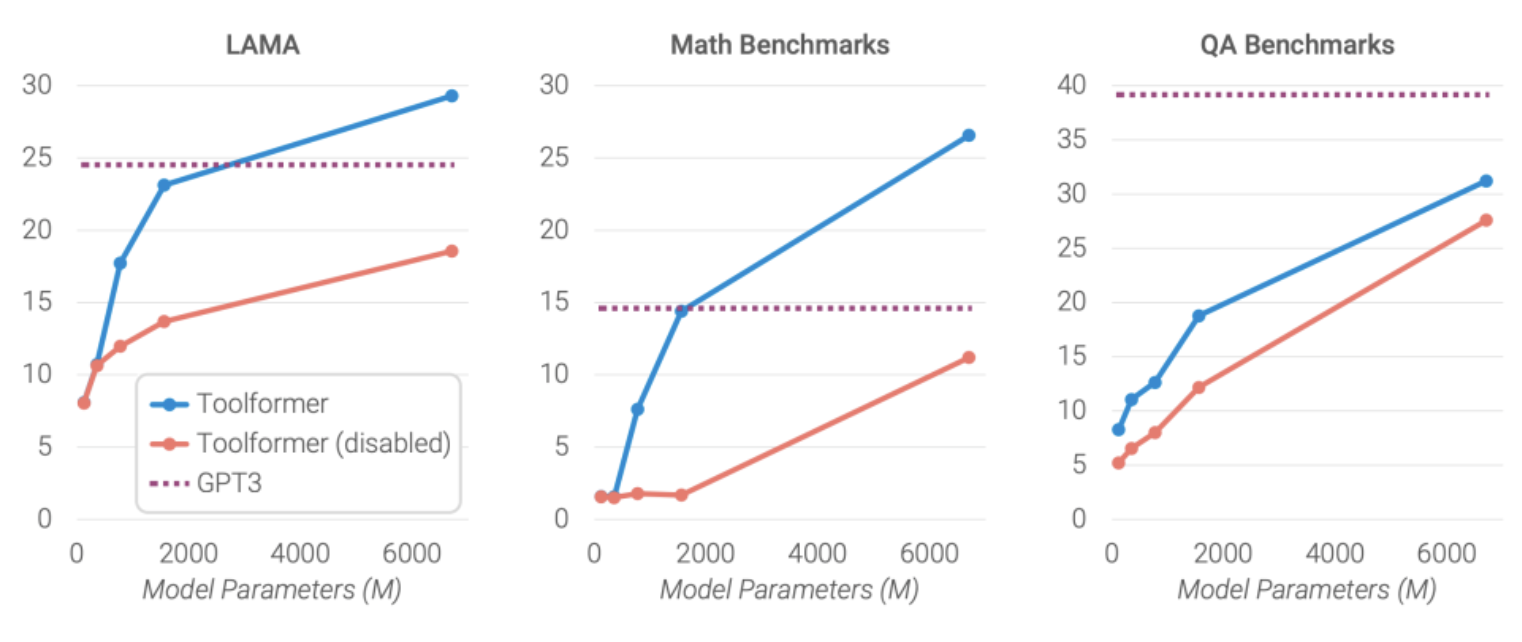 LAMA
30
25
20
15
10
5
0
Toolformer
Toolformer (disabled)
GPT3
0 2000 4000 6000
Model Parameters (M)
Math Benchmarks
30
25
20
15
10
5
0
0 2000 4000 6000
Model Parameters (M)
QA Benchmarks
40
35
30
25
20
15
10
5
0
0 2000 4000 6000
Model Parameters (M)